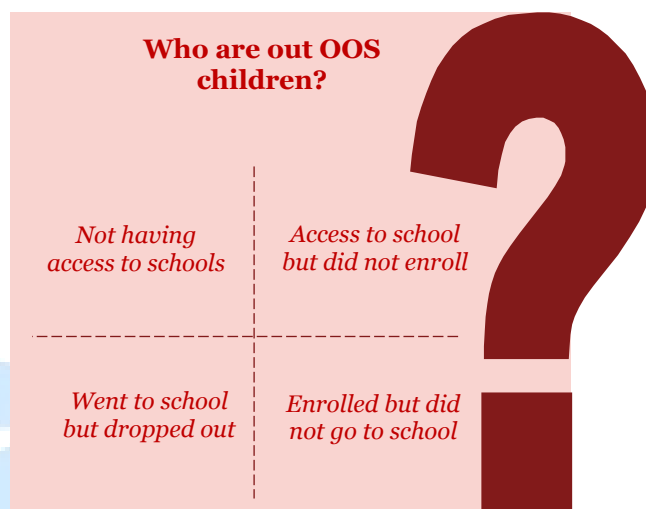 Who are out OOS
children?
Not having
access to schools
Access to school
but did not enroll
Went to school
but dropped out
Enrolled but did
not go to school